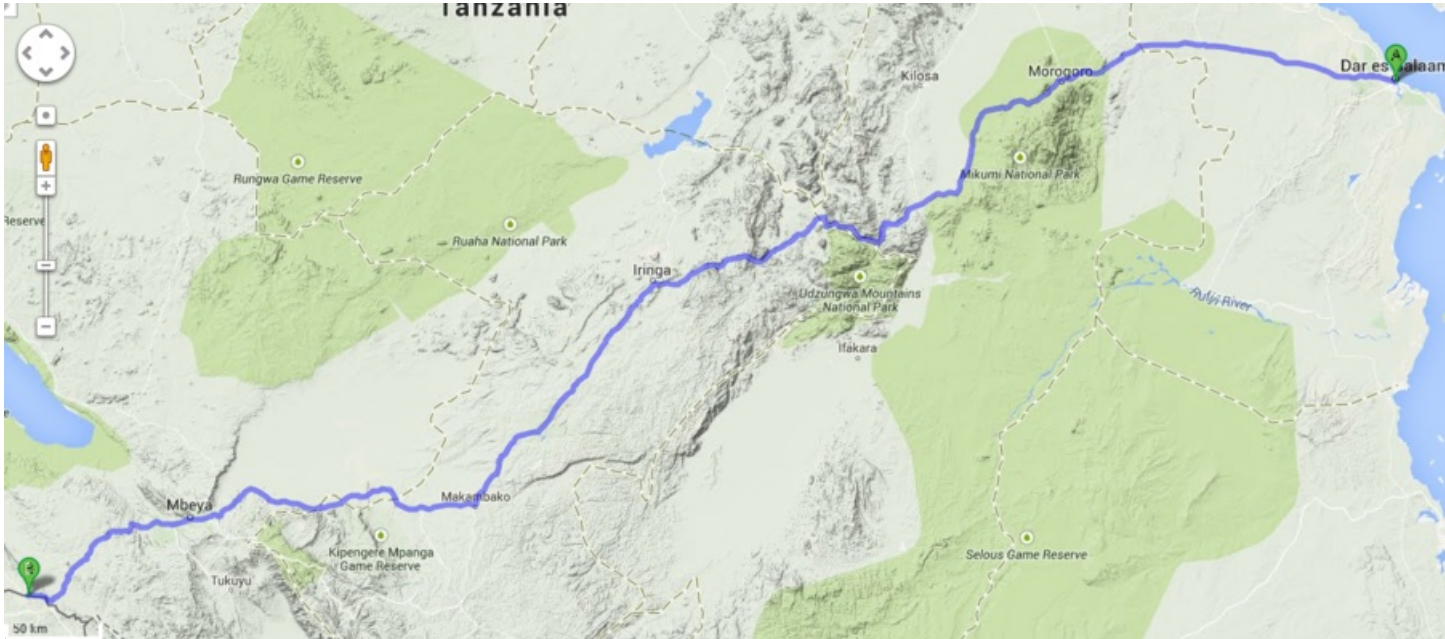 Tanzania
Kilosa
Morogoro
Dar es Salaam
A
Rungwa Game Reserve
Mikumi National Park
Reserve
Ruaha National Park
Iringa
Udzungwa Mountains
National Park
Rufiji River
Ifakara
Mbeya
Makambako
Kipengere Mpanga
Game Reserve
Selous Game Reserve
Tukuyu
50 km